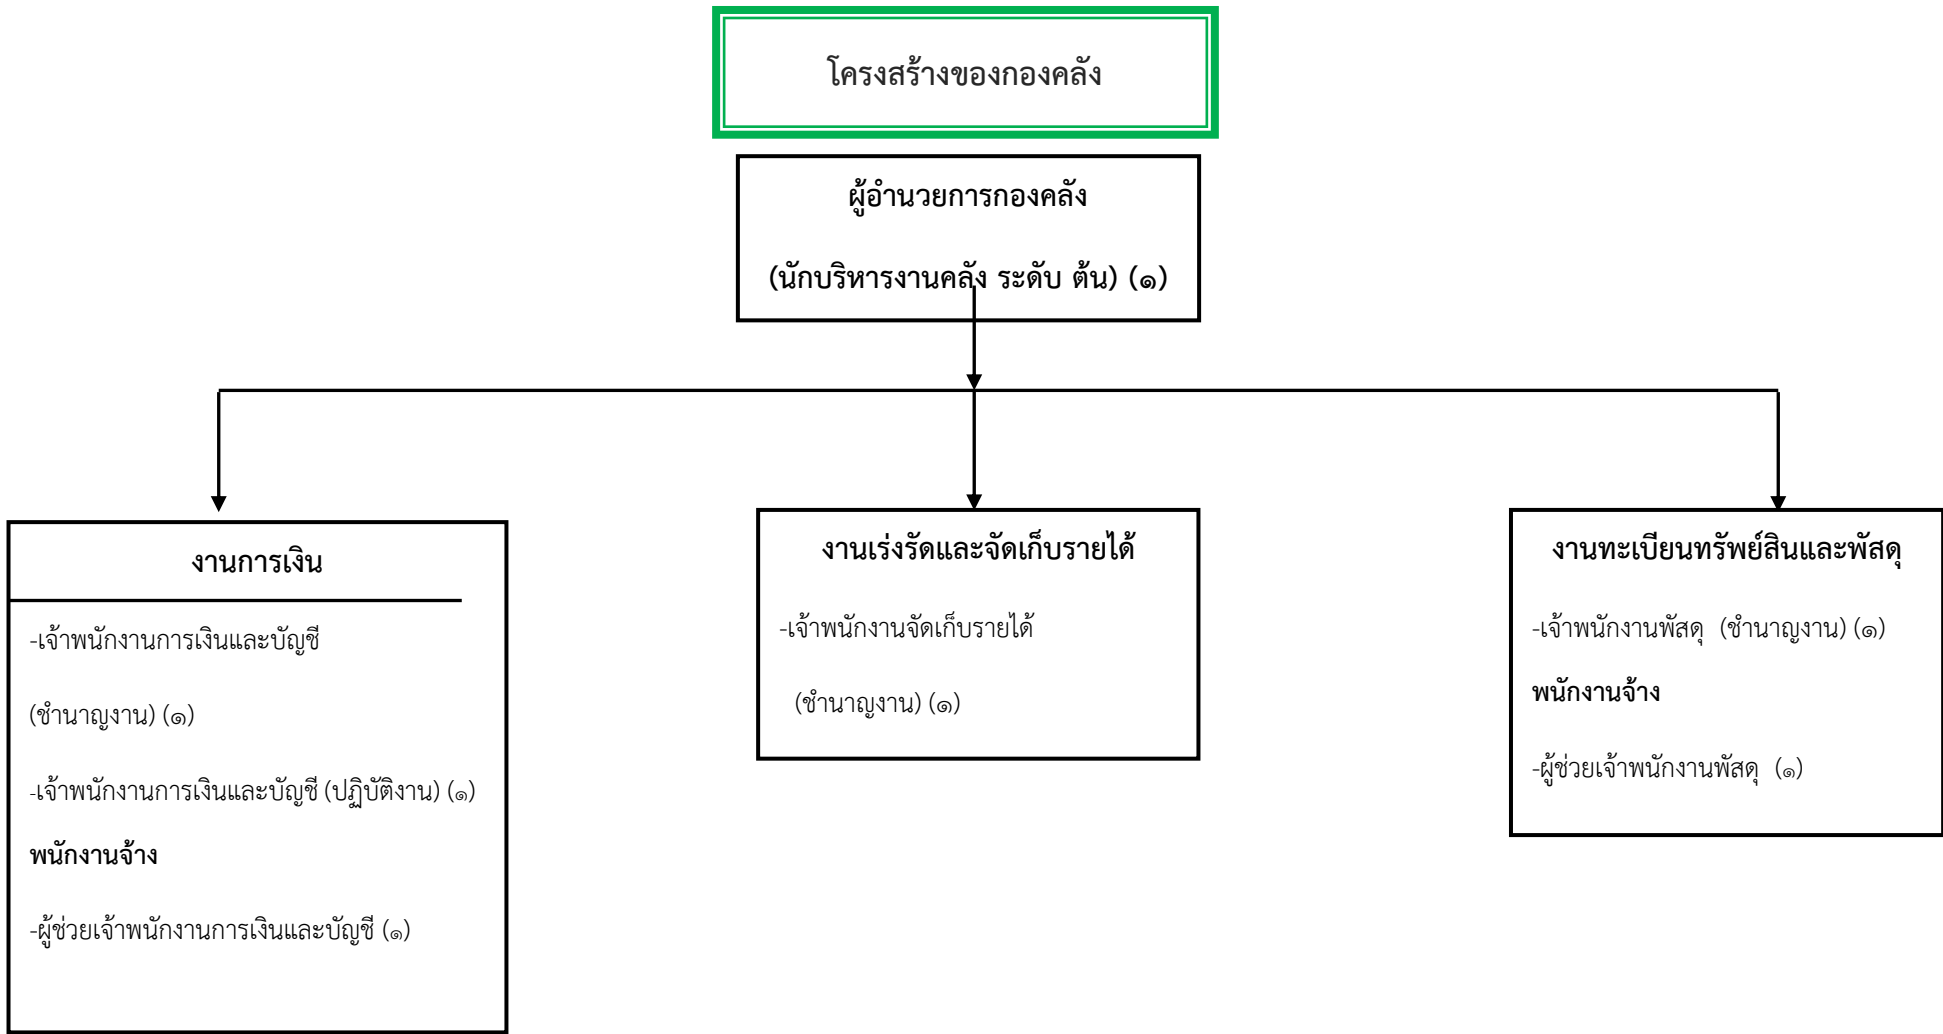 โครงสร้างของกองคลัง
ผู้อำนวยการกองคลัง
(นักบริหารงานคลัง ระดับ ต้น) (๑)
งานการเงิน
-เจ้าพนักงานการเงินและบัญชี
(ชำนาญงาน) (๑)
-เจ้าพนักงานการเงินและบัญชี (ปฏิบัติงาน) (๑)
พนักงานจ้าง
-ผู้ช่วยเจ้าพนักงานการเงินและบัญชี (๑)
งานเร่งรัดและจัดเก็บรายได้
-เจ้าพนักงานจัดเก็บรายได้
(ชำนาญงาน) (๑)
งานทะเบียนทรัพย์สินและพัสดุ
-เจ้าพนักงานพัสดุ (ชำนาญงาน) (๑)
พนักงานจ้าง
-ผู้ช่วยเจ้าพนักงานพัสดุ (๑)